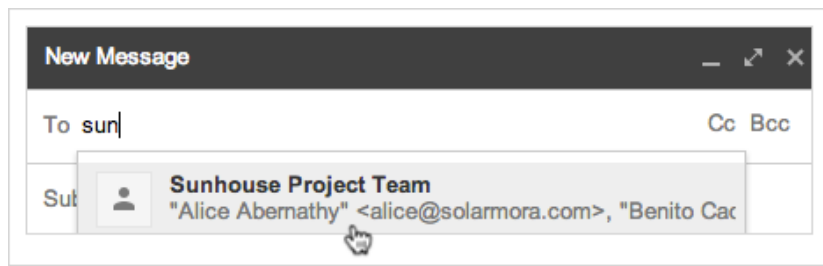 New Message
To sun Cc Bcc
Sunhouse Project Team
Sub
"Alice Abernathy" <alice@solarmora.com>, "Benito Cac